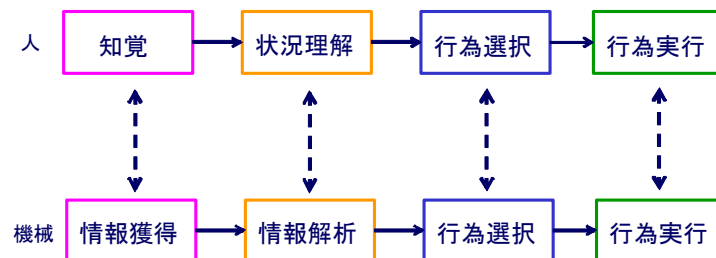 人 知覚 状況理解 行為選択 行為実行
機械 情報獲得 情報解析 行為選択 行為実行